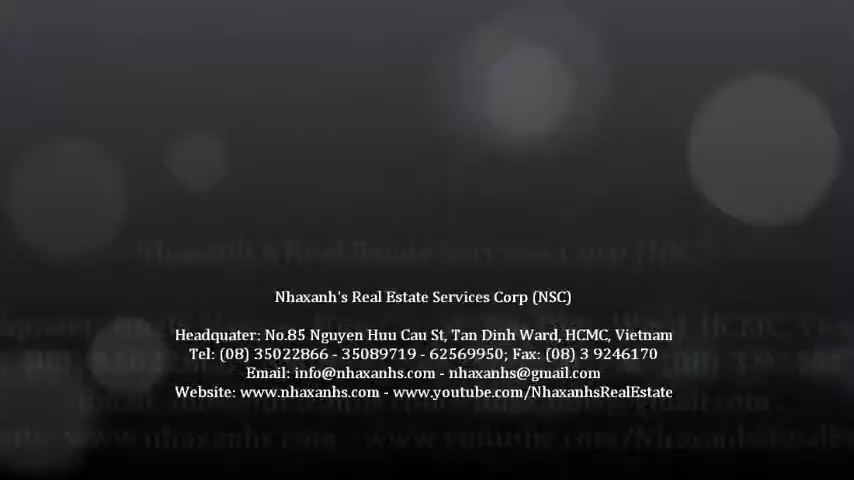 Nhaxanh's Real Estate Services Corp (NSC)
Headquater: No.85 Nguyen Huu Cau St, Tan Dinh Ward, HCMC, Vietnam
Tel: (08) 35022866 - 35089719 - 62569950; Fax: (08) 3 9246170
Email: info@nhaxanhs.com - nhaxanhs@gmail.com
Website: www.nhaxanhs.com - www.youtube.com/NhaxanhsRealEstate